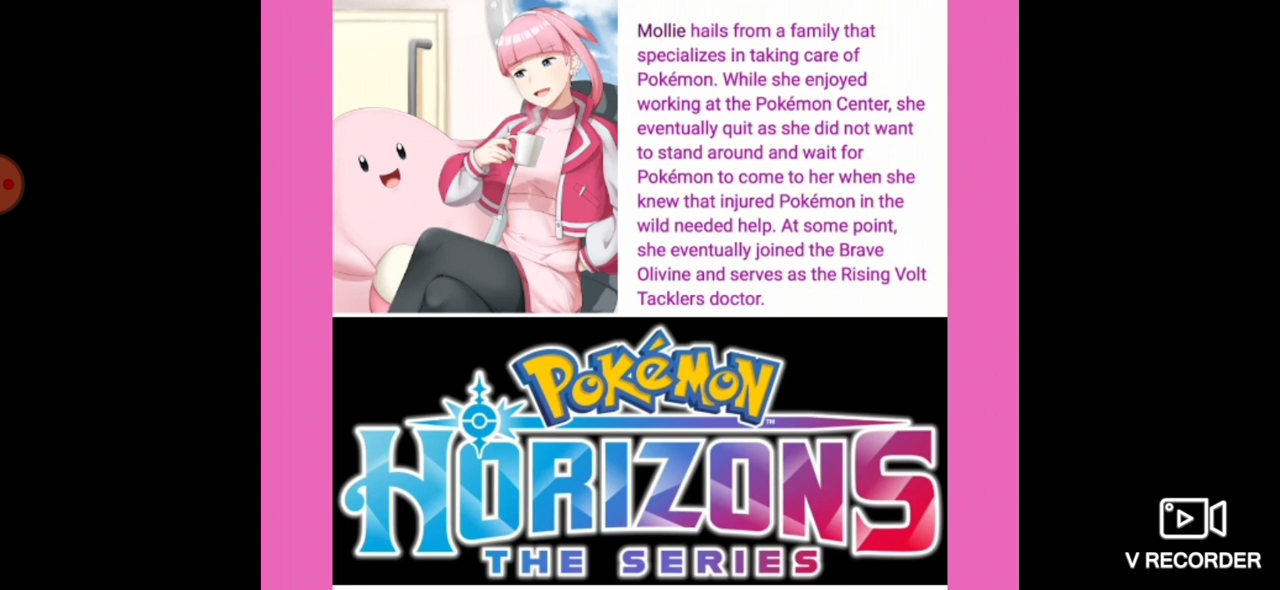 Mollie hails from a family that
specializes in taking care of
Pokémon. While she enjoyed
working at the Pokémon Center, she
eventually quit as she did not want
to stand around and wait for
Pokémon to come to her when she
knew that injured Pokémon in the
wild needed help. At some point,
she eventually joined the Brave
Olivine and serves as the Rising Volt
Tacklers doctor.
POKÉMON
TM
HORIZONS
THE SERIES
V RECORDER